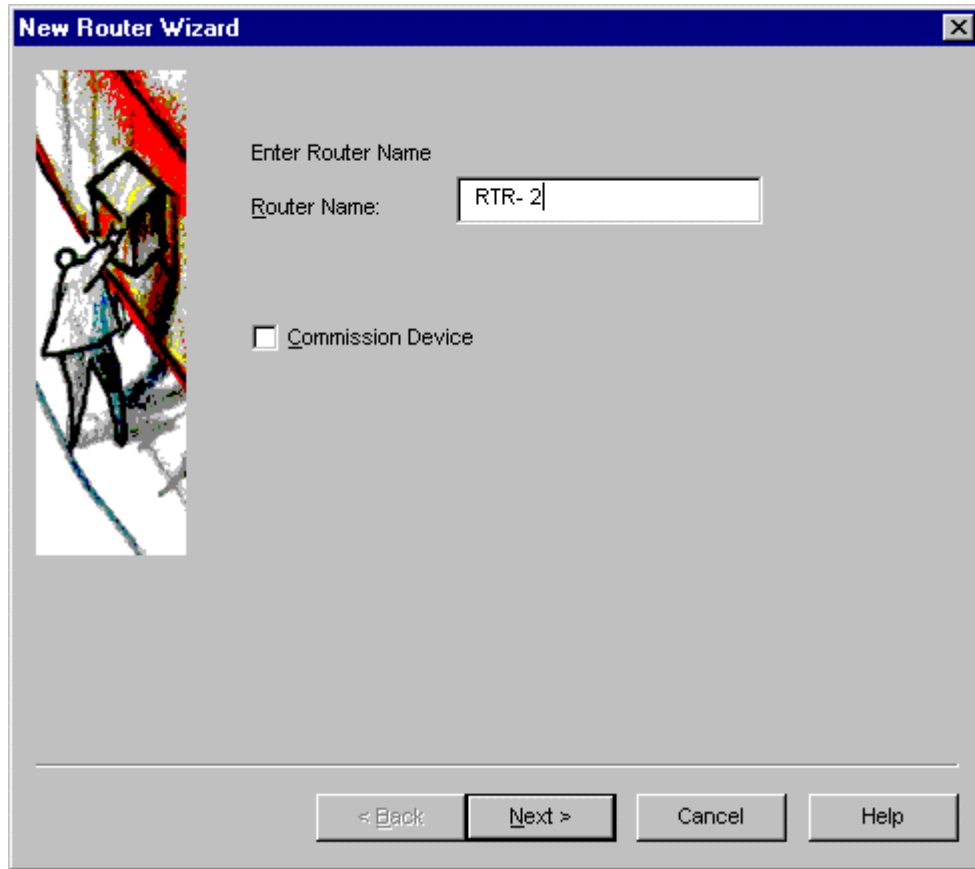 New Router Wizard
Enter Router Name
Router Name: RTR- 2
Commission Device
< Back Next > Cancel Help